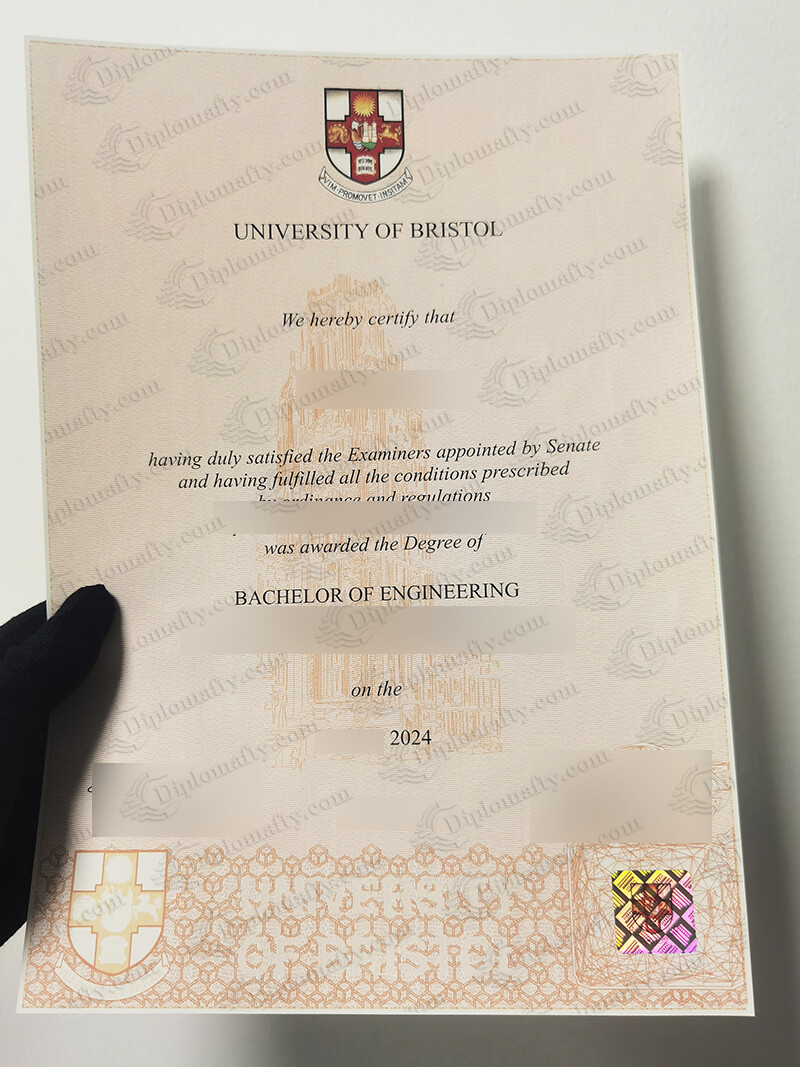 VIM·PROMOVET·INSITAM
UNIVERSITY OF BRISTOL
We hereby certify that
having duly satisfied the Examiners appointed by Senate
and having fulfilled all the conditions prescribed
by ordinance and regulations
was awarded the Degree of
BACHELOR OF ENGINEERING
on the
2024
UNIVERSITY
OF BRISTOL
Diplomafty.com